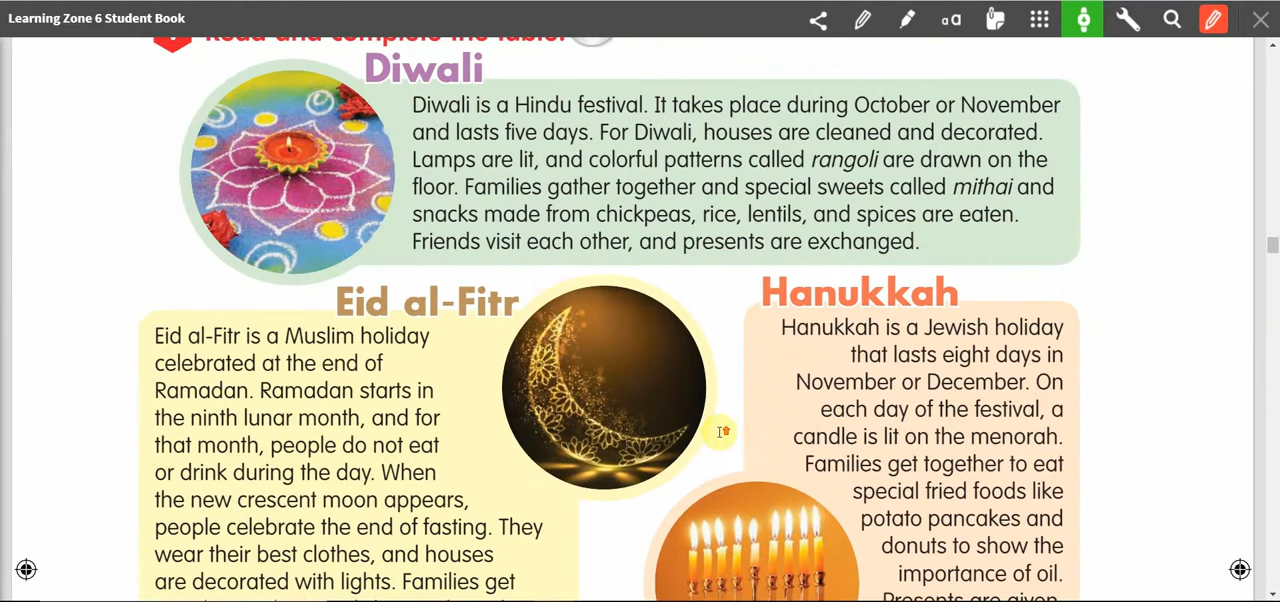 Learning Zone 6 Student Book
aa
Read and complete the table.
Diwali
Diwali is a Hindu festival. It takes place during October or November
and lasts five days. For Diwali, houses are cleaned and decorated.
Lamps are lit, and colorful patterns called rangoli are drawn on the
floor. Families gather together and special sweets called mithai and
snacks made from chickpeas, rice, lentils, and spices are eaten.
Friends visit each other, and presents are exchanged.
Eid al-Fitr
Eid al-Fitr is a Muslim holiday
celebrated at the end of
Ramadan. Ramadan starts in
the ninth lunar month, and for
that month, people do not eat
or drink during the day. When
the new crescent moon appears,
people celebrate the end of fasting. They
wear their best clothes, and houses
are decorated with lights. Families get
Hanukkah
Hanukkah is a Jewish holiday
that lasts eight days in
November or December. On
each day of the festival, a
candle is lit on the menorah.
Families get together to eat
special fried foods like
potato pancakes and
donuts to show the
importance of oil.
Presents are given,